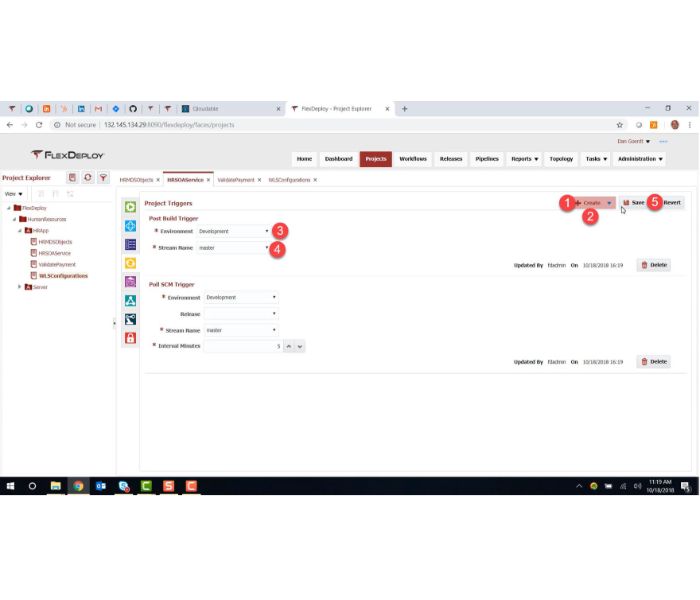 Cloudable × FlexDeploy - Project Explorer × +
Not secure | 132.145.134.29:8090/flexdeploy/faces/projects
Dan Goerdt
FLEXDEPLOY
Home Dashboard Projects Workflows Releases Pipelines Reports Topology Tasks Administration
Project Explorer
HRMDSObjects × HRSOAService × ValidatePayment × WLSConfigurations ×
View
FlexDeploy
HumanResources
HRApp
HRMDSObjects
HRSOAService
ValidatePayment
WLSConfigurations
Server
Project Triggers
1 Create Save 5 Revert
2
Post Build Trigger
* Environment Development 3
* Stream Name master 4
Updated By fdadmin On 10/18/2018 16:19 Delete
Poll SCM Trigger
* Environment Development
Release
* Stream Name master
* Interval Minutes 5
Updated By fdadmin On 10/18/2018 16:19 Delete
11:19 AM
10/18/2018